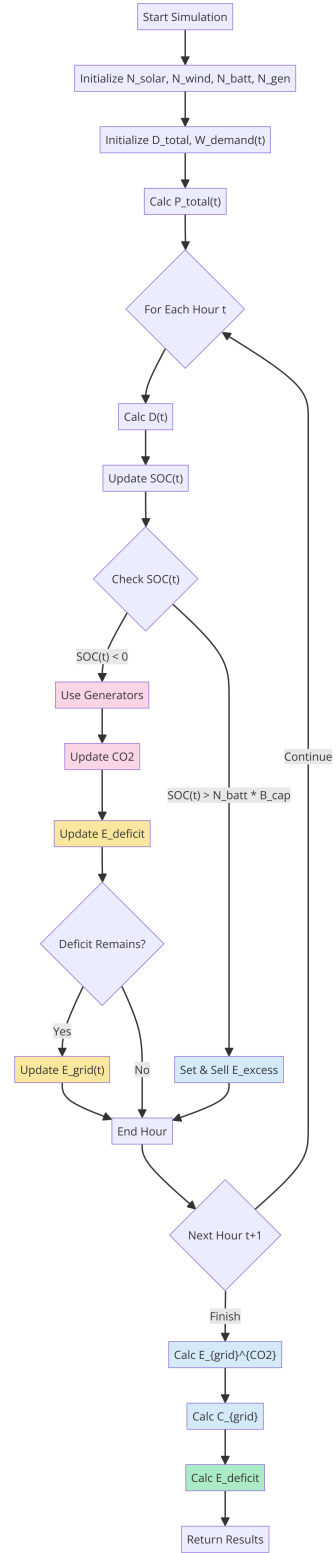 Start Simulation
Initialize N_solar, N_wind, N_batt, N_gen
Initialize D_total, W_demand(t)
Calc P_total(t)
For Each Hour t
Calc D(t)
Update SOC(t)
Check SOC(t)
SOC(t) < 0
Use Generators
Update CO2
Continue
SOC(t) > N_batt * B_cap
Update E_deficit
Deficit Remains?
Yes
No
Update E_grid(t)
Set & Sell E_excess
End Hour
Next Hour t+1
Finish
Calc E_{grid}^{CO2}
Calc C_{grid}
Calc E_deficit
Return Results